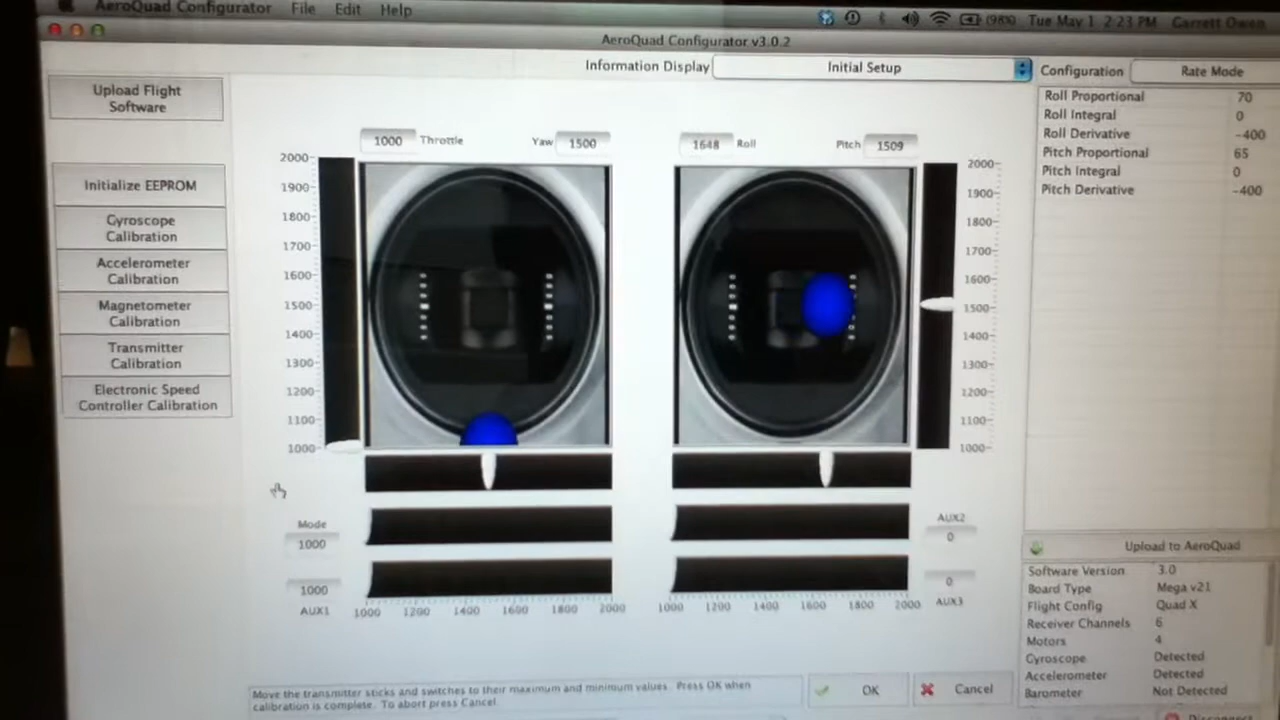 AeroQuad Configurator File Edit Help (98%) Tue May 1 2:23 PM Garrett Owen
AeroQuad Configurator v3.0.2
Information Display Initial Setup Configuration Rate Mode
Upload Flight
Software
Initialize EEPROM
Gyroscope
Calibration
Accelerometer
Calibration
Magnetometer
Calibration
Transmitter
Calibration
Electronic Speed
Controller Calibration
1000 Throttle Yaw 1500
1648 Roll Pitch 1509
2000
1900
1800
1700
1600
1500
1400
1300
1200
1100
1000
2000
1900
1800
1700
1600
1500
1400
1300
1200
1100
1000
Mode
1000
1000
AUX1
1000 1200 1400 1600 1800 2000
1000 1200 1400 1600 1800 2000
AUX2
0
0
AUX3
Move the transmitter sticks and switches to their maximum and minimum values. Press OK when
calibration is complete. To abort press Cancel.
OK Cancel
Roll Proportional 70
Roll Integral 0
Roll Derivative -400
Pitch Proportional 65
Pitch Integral 0
Pitch Derivative -400
Upload to AeroQuad
Software Version 3.0
Board Type Mega v21
Flight Config Quad X
Receiver Channels 6
Motors 4
Gyroscope Detected
Accelerometer Detected
Barometer Not Detected
Disconnect